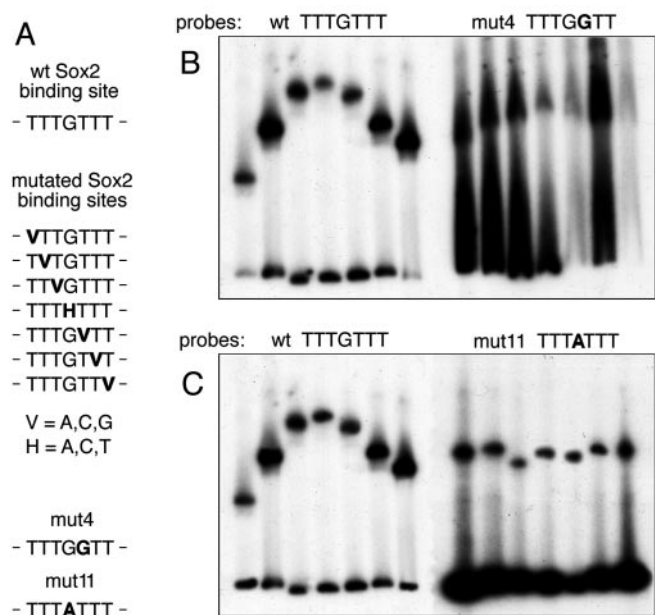 A
wt Sox2
binding site
- TTTGTTT -
mutated Sox2
binding sites
- VTTGTTT -
- TVTGTTT -
- TTVGTTT -
- TTTHTTT -
- TTTGVTT -
- TTTGTVT -
- TTTGTTV -
V = A,C,G
H = A,C,T
mut4
- TTTGGTT -
mut11
- TTTATTT -
probes: wt TTTGTTT mut4 TTTGGTT
B
probes: wt TTTGTTT mut11 TTTATTT
C